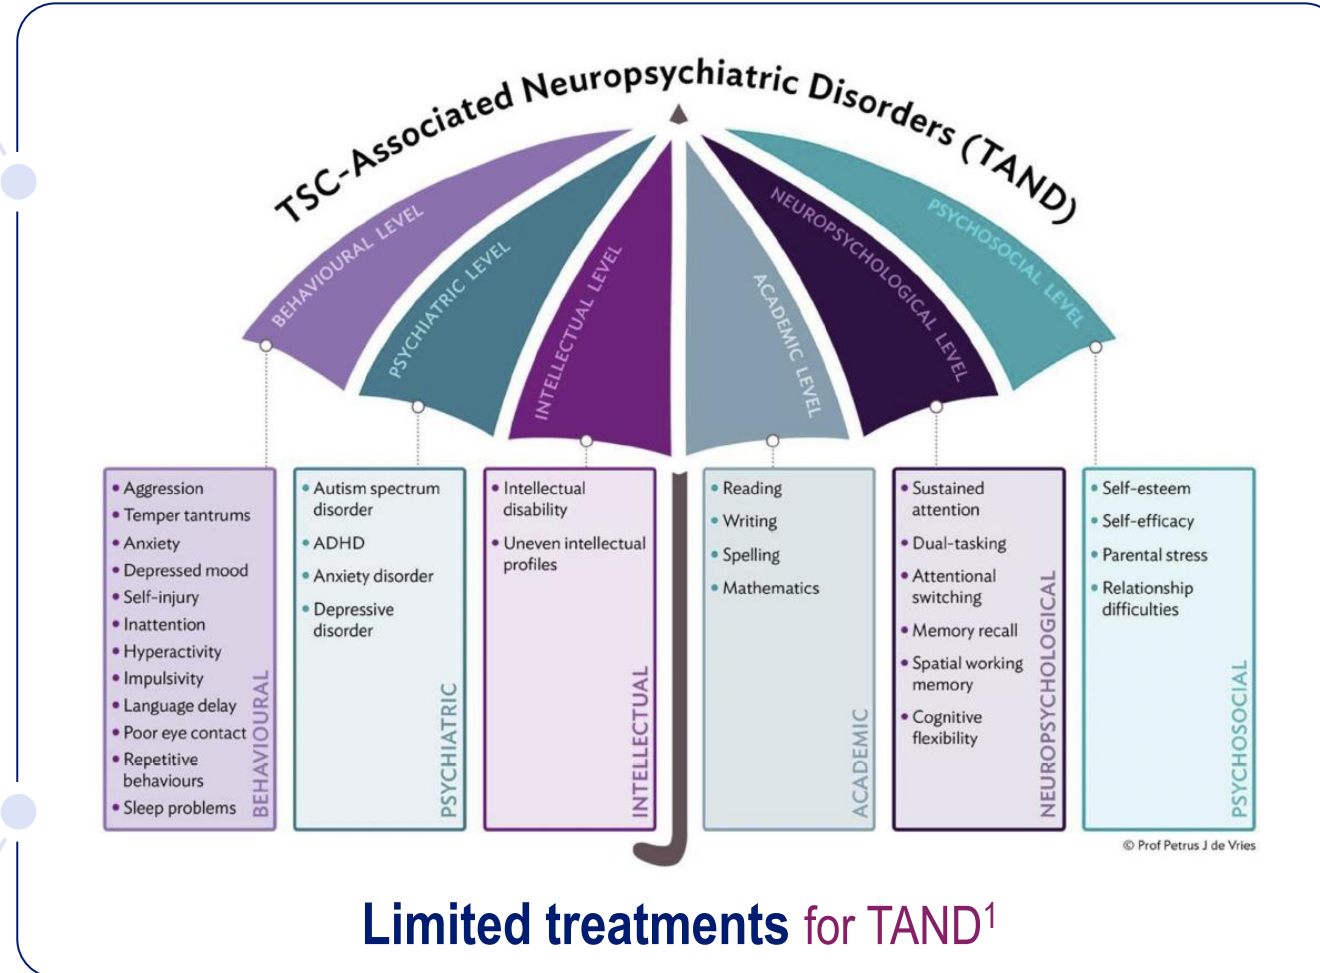 TSC-Associated Neuropsychiatric Disorders (TAND)
BEHAVIOURAL LEVEL
PSYCHIATRIC LEVEL
INTELLECTUAL LEVEL
ACADEMIC LEVEL
NEUROPSYCHOLOGICAL LEVEL
PSYCHOSOCIAL LEVEL
• Aggression
• Temper tantrums
• Anxiety
• Depressed mood
• Self-injury
• Inattention
• Hyperactivity
• Impulsivity
• Language delay
• Poor eye contact
• Repetitive
behaviours
• Sleep problems
BEHAVIOURAL
• Autism spectrum
disorder
• ADHD
• Anxiety disorder
• Depressive
disorder
PSYCHIATRIC
• Intellectual
disability
• Uneven intellectual
profiles
INTELLECTUAL
• Reading
• Writing
• Spelling
• Mathematics
ACADEMIC
• Sustained
attention
• Dual-tasking
• Attentional
switching
• Memory recall
• Spatial working
memory
• Cognitive
flexibility
NEUROPSYCHOLOGICAL
• Self-esteem
• Self-efficacy
• Parental stress
• Relationship
difficulties
PSYCHOSOCIAL
© Prof Petrus J de Vries
Limited treatments for TAND¹